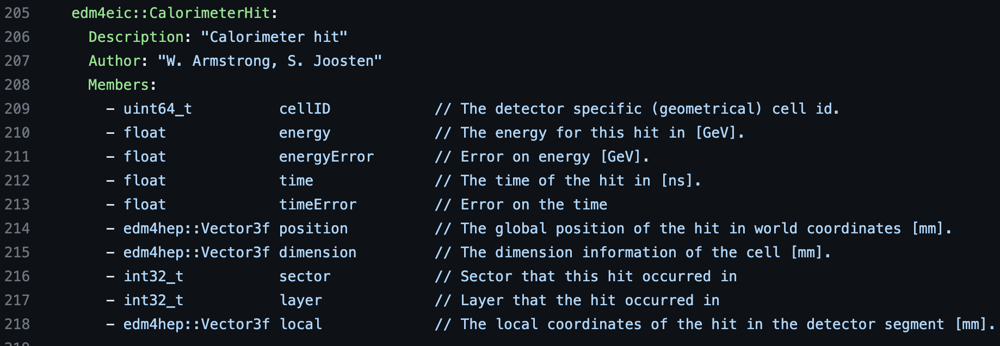 205 edm4eic::CalorimeterHit:
206 Description: "Calorimeter hit"
207 Author: "W. Armstrong, S. Joosten"
208 Members:
209 - uint64_t cellID // The detector specific (geometrical) cell id.
210 - float energy // The energy for this hit in [GeV].
211 - float energyError // Error on energy [GeV].
212 - float time // The time of the hit in [ns].
213 - float timeError // Error on the time
214 - edm4hep::Vector3f position // The global position of the hit in world coordinates [mm].
215 - edm4hep::Vector3f dimension // The dimension information of the cell [mm].
216 - int32_t sector // Sector that this hit occurred in
217 - int32_t layer // Layer that the hit occurred in
218 - edm4hep::Vector3f local // The local coordinates of the hit in the detector segment [mm].